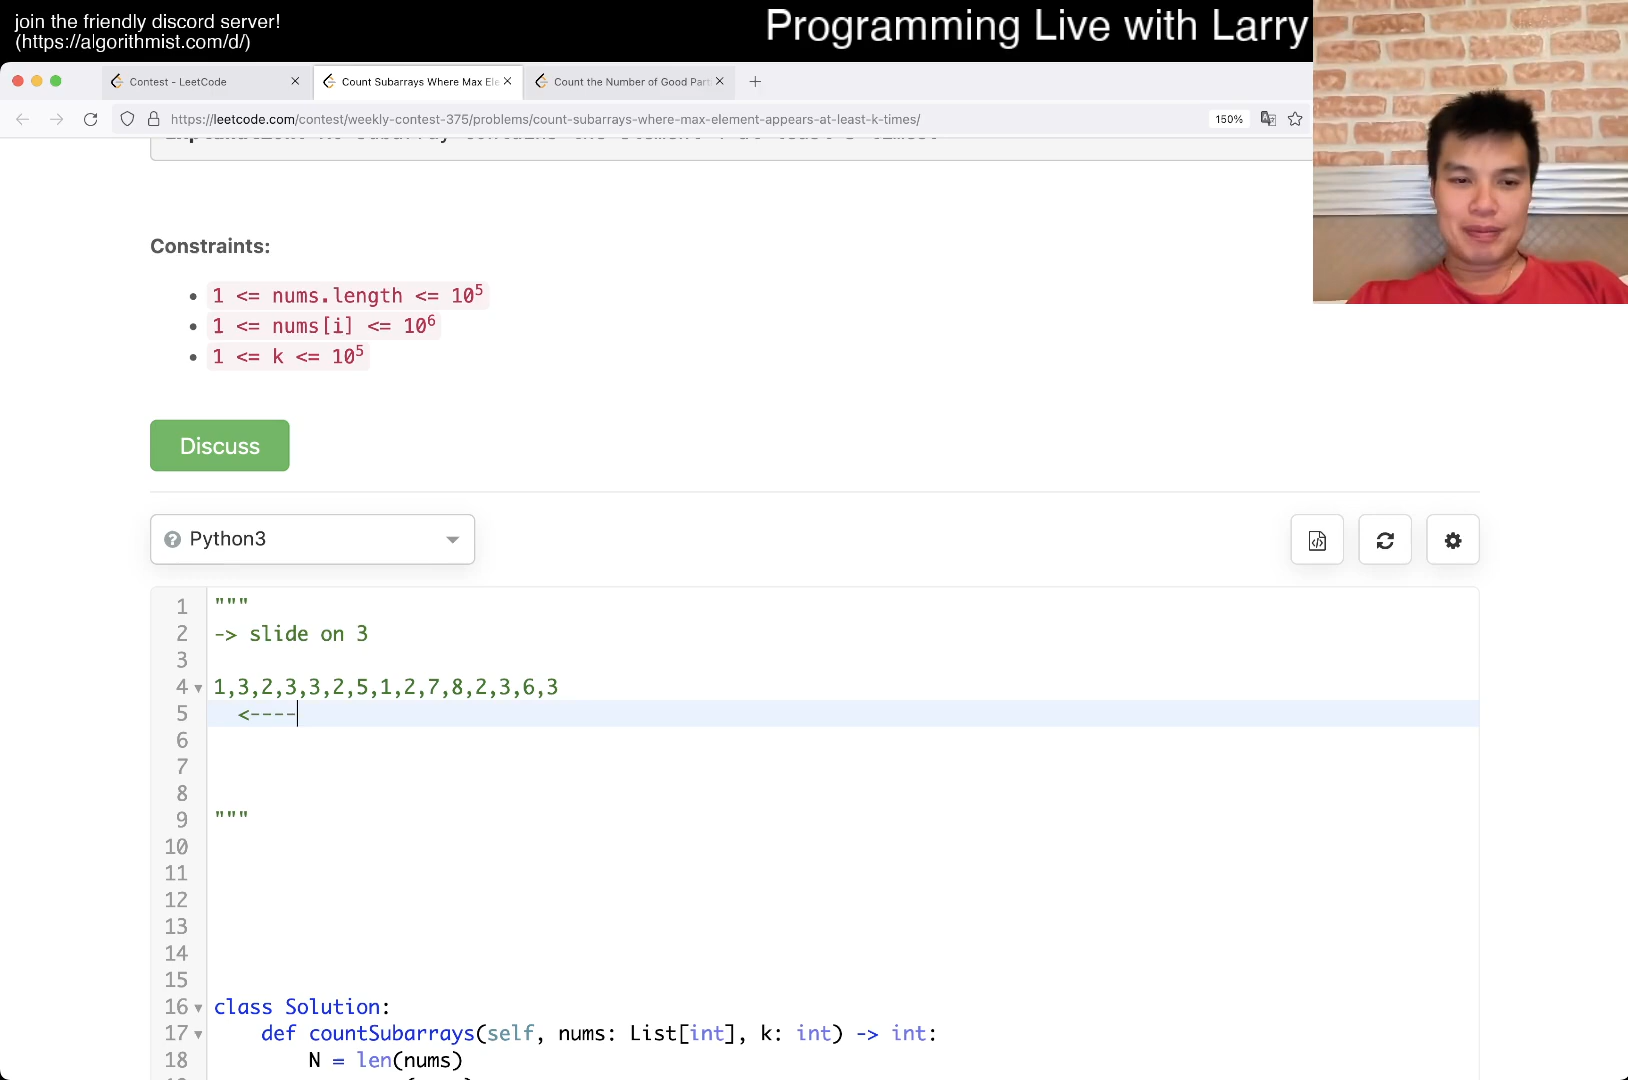 join the friendly discord server!
(https://algorithmist.com/d/)
Programming Live with Larry
Contest - LeetCode
Count Subarrays Where Max Ele
Count the Number of Good Part
https://leetcode.com/contest/weekly-contest-375/problems/count-subarrays-where-max-element-appears-at-least-k-times/
150%
Constraints:
1 <= nums.length <= 10^5
1 <= nums[i] <= 10^6
1 <= k <= 10^5
Discuss
Python3
1 """
2 -> slide on 3
3
4 1,3,2,3,3,2,5,1,2,7,8,2,3,6,3
5 <----
6
7
8
9 """
10
11
12
13
14
15
16 class Solution:
17 def countSubarrays(self, nums: List[int], k: int) -> int:
18 N = len(nums)